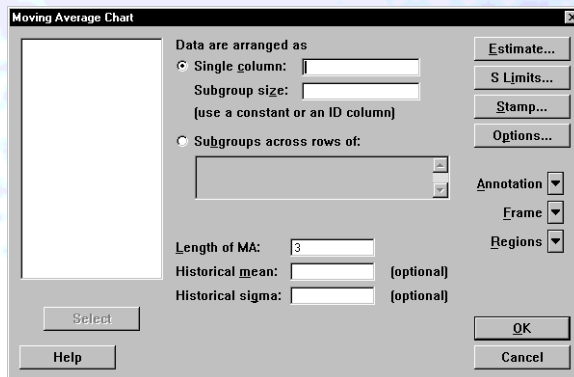 Moving Average Chart
Data are arranged as
Single column:
Subgroup size:
(use a constant or an ID column)
Subgroups across rows of:
Length of MA: 3
Historical mean: (optional)
Historical sigma: (optional)
Select
Help
Estimate...
S Limits...
Stamp...
Options...
Annotation
Frame
Regions
OK
Cancel